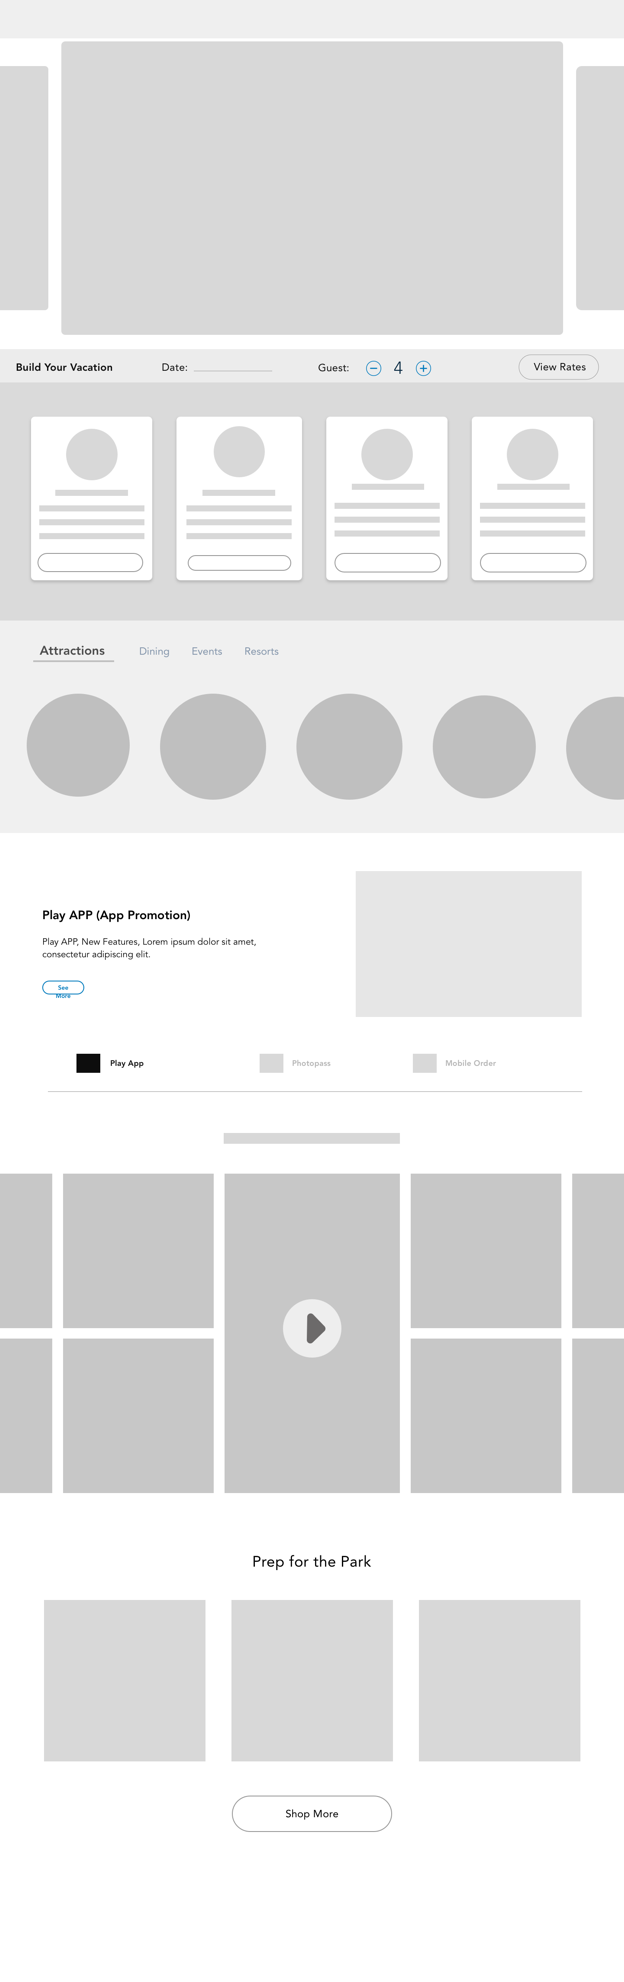 Build Your Vacation
Date:
Guest:
4
View Rates
Attractions
Dining
Events
Resorts
Play APP (App Promotion)
Play APP, New Features, Lorem ipsum dolor sit amet,
consectetur adipiscing elit.
See
More
Play App
Photopass
Mobile Order
Prep for the Park
Shop More